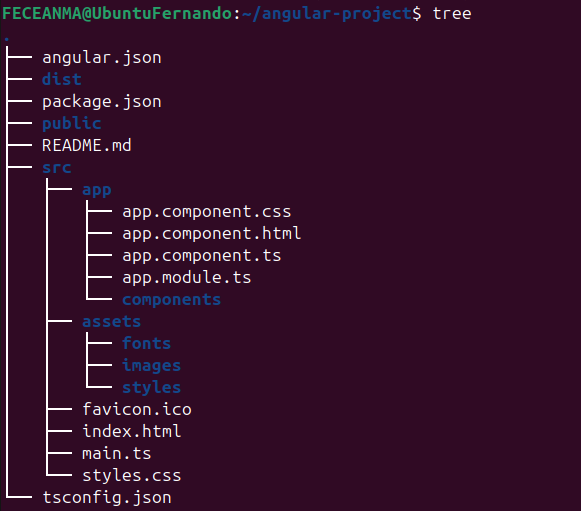 FECEANMA@UbuntuFernando:~/angular-project$ tree
.
├── angular.json
├── dist
├── package.json
├── public
├── README.md
├── src
│   ├── app
│   │   ├── app.component.css
│   │   ├── app.component.html
│   │   ├── app.component.ts
│   │   ├── app.module.ts
│   │   └── components
│   ├── assets
│   │   ├── fonts
│   │   ├── images
│   │   └── styles
│   ├── favicon.ico
│   ├── index.html
│   ├── main.ts
│   └── styles.css
└── tsconfig.json